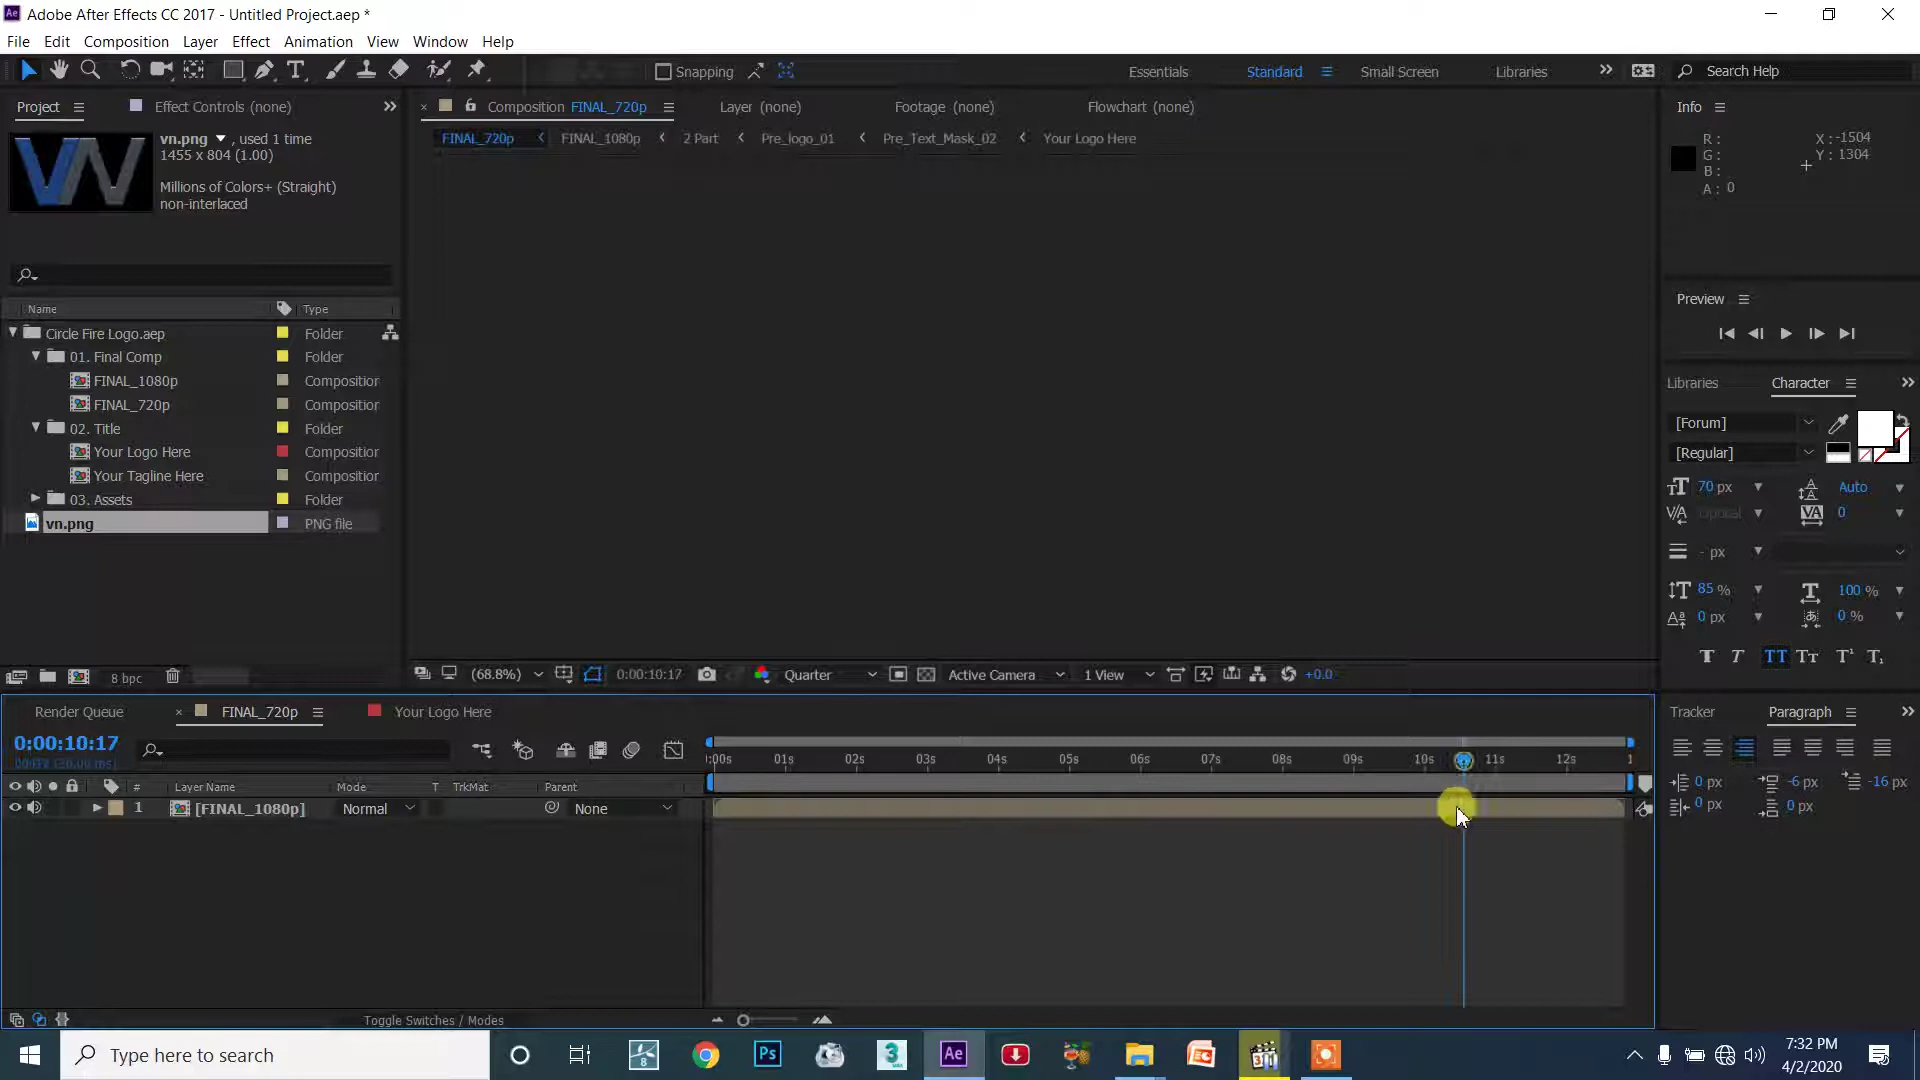 Adobe After Effects CC 2017 - Untitled Project.aep *
File Edit Composition Layer Effect Animation View Window Help
Snapping Essentials Standard Small Screen Libraries Search Help
Project Effect Controls (none) Composition FINAL_720p Layer (none) Footage (none) Flowchart (none) Info
vn.png , used 1 time
1455 x 804 (1.00)
Millions of Colors+ (Straight)
non-interlaced
FINAL_720p FINAL_1080p 2 Part Pre_logo_01 Pre_Text_Mask_02 Your Logo Here
R :
G :
B :
A : 0
X : -1504
Y : 1304
Name Type
Circle Fire Logo.aep Folder
01. Final Comp Folder
FINAL_1080p Composition
FINAL_720p Composition
02. Title Folder
Your Logo Here Composition
Your Tagline Here Composition
03. Assets Folder
vn.png PNG file
8 bpc
Preview
Libraries Character
[Forum]
[Regular]
70 px Auto
0
- px
85 % 100 %
0 px 0 %
(68.8%) 0:00:10:17 Quarter Active Camera 1 View +0.0
Render Queue FINAL_720p Your Logo Here
0:00:10:17
:00s 01s 02s 03s 04s 05s 06s 07s 08s 09s 10s 11s 12s 1
# Layer Name Mode T TrkMat Parent
1 [FINAL_1080p] Normal None
Toggle Switches / Modes
Tracker Paragraph
0 px -6 px -16 px
0 px 0 px
Type here to search
Ps
8
3
Ae
7:32 PM
4/2/2020